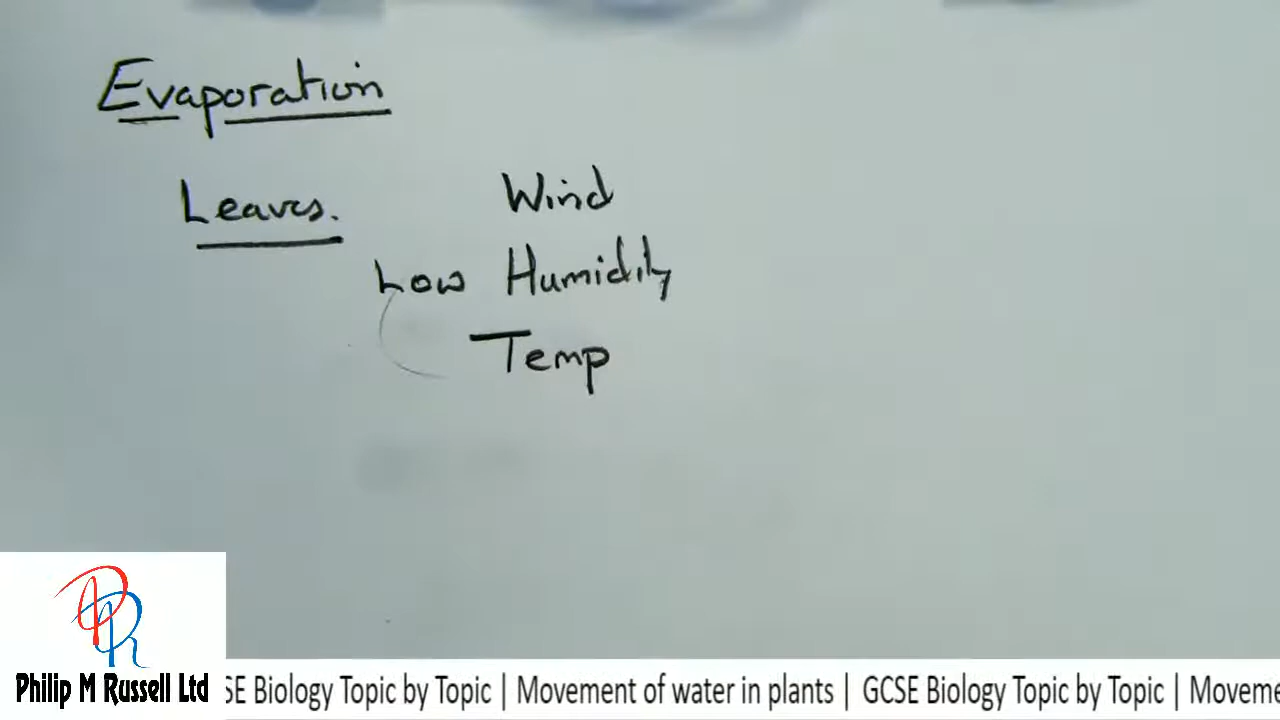 Evaporation
Leaves.
Wind
Low Humidity
Temp
Philip M Russell Ltd
SE Biology Topic by Topic | Movement of water in plants | GCSE Biology Topic by Topic | Moveme